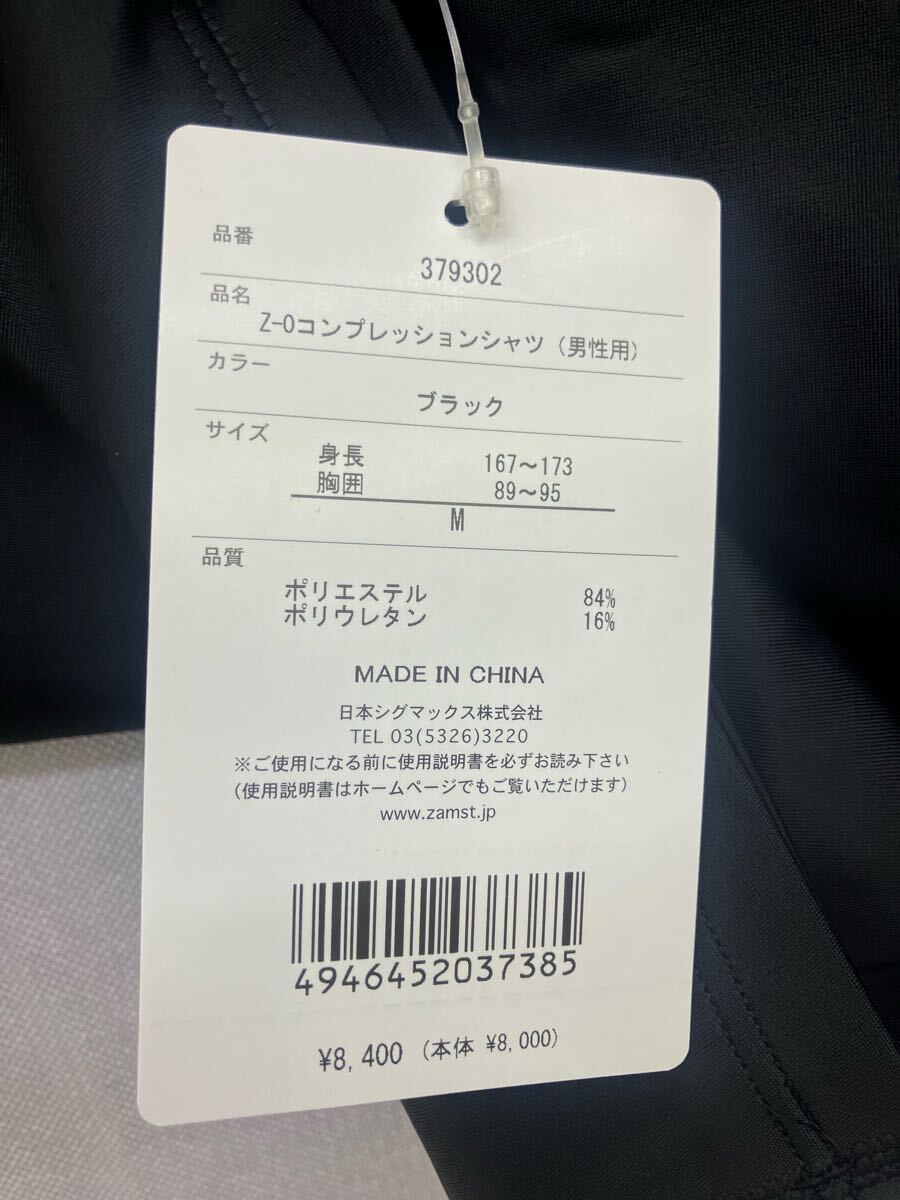 品番
379302
品名
Z-0コンプレッションシャツ（男性用）
カラー
ブラック
サイズ
身長 167～173
胸囲 89～95
M
品質
ポリエステル 84%
ポリウレタン 16%
MADE IN CHINA
日本シグマックス株式会社
TEL 03(5326)3220
※ご使用になる前に使用説明書を必ずお読み下さい
（使用説明書はホームページでもご覧いただけます）
www.zamst.jp
4946452037385
¥8,400 （本体 ¥8,000）